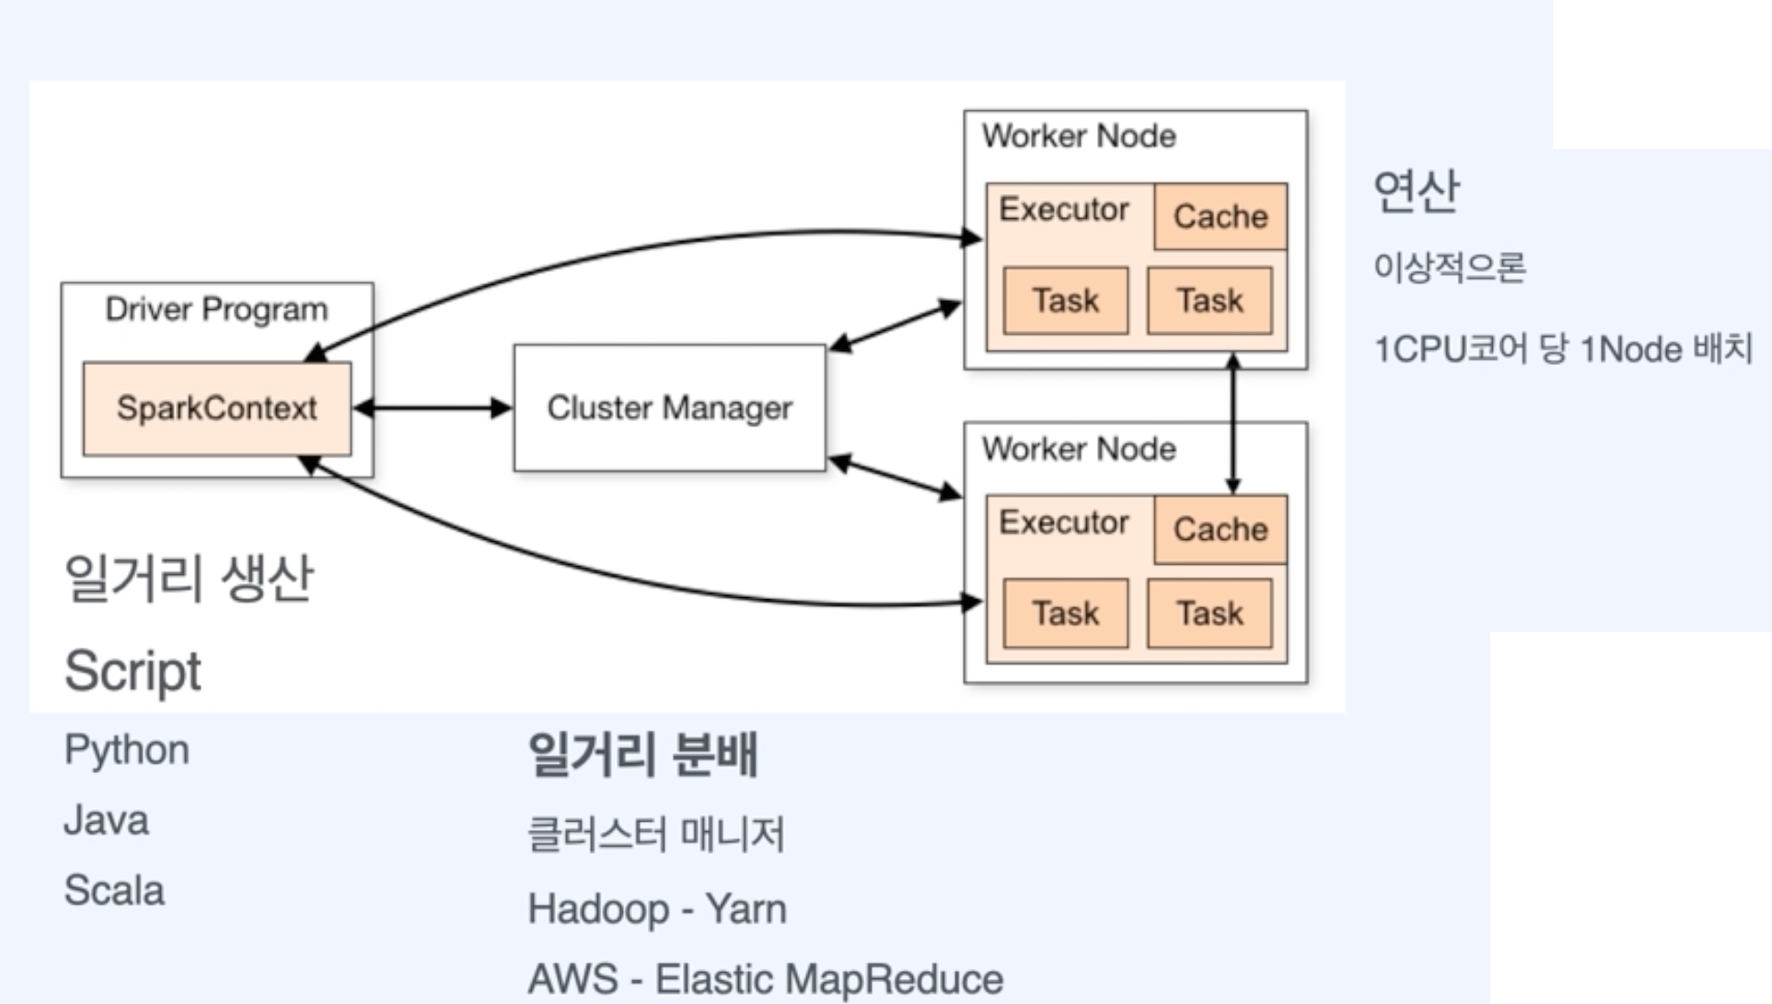 Driver Program
SparkContext
Cluster Manager
Worker Node
Executor
Cache
Task
Task
Worker Node
Executor
Cache
Task
Task
연산
이상적으론
1CPU코어 당 1Node 배치
일거리 생산
Script
Python
Java
Scala
일거리 분배
클러스터 매니저
Hadoop - Yarn
AWS - Elastic MapReduce